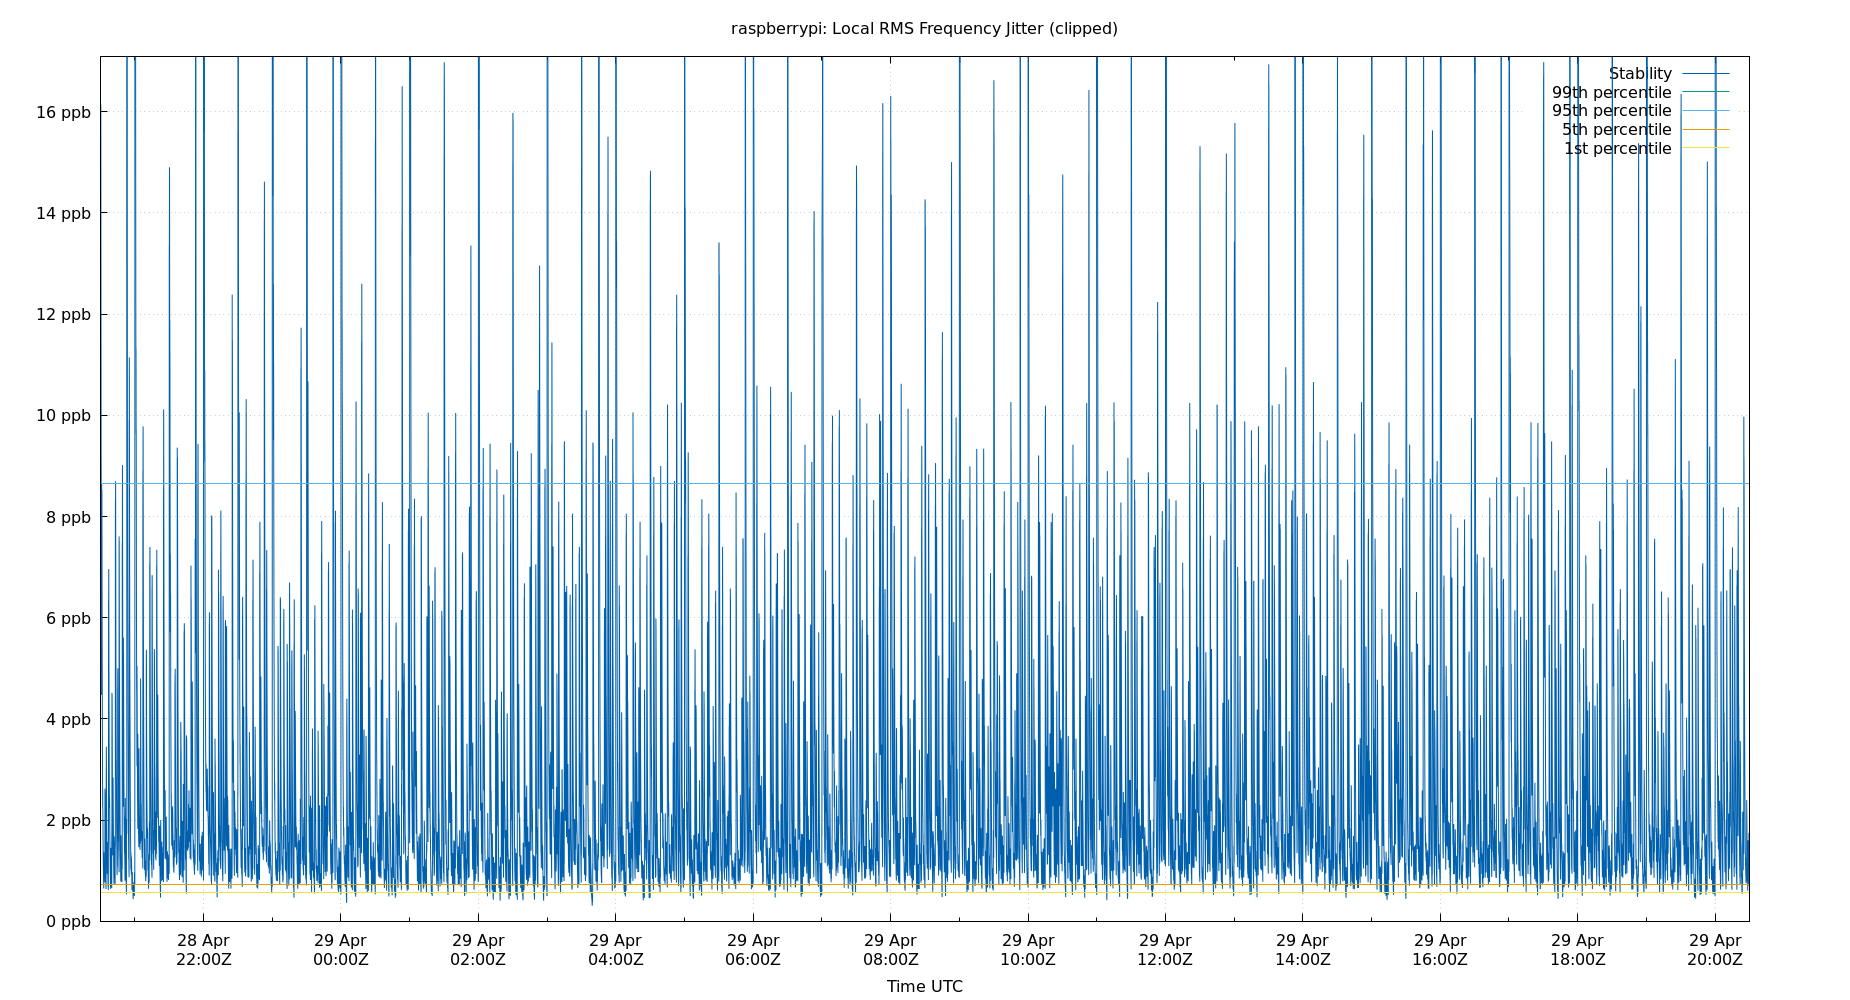 raspberrypi: Local RMS Frequency Jitter (clipped)
Stability
99th percentile
95th percentile
5th percentile
1st percentile
16 ppb
14 ppb
12 ppb
10 ppb
8 ppb
6 ppb
4 ppb
2 ppb
0 ppb
28 Apr 29 Apr 29 Apr 29 Apr 29 Apr 29 Apr 29 Apr 29 Apr 29 Apr 29 Apr 29 Apr 29 Apr
22:00Z 00:00Z 02:00Z 04:00Z 06:00Z 08:00Z 10:00Z 12:00Z 14:00Z 16:00Z 18:00Z 20:00Z
Time UTC